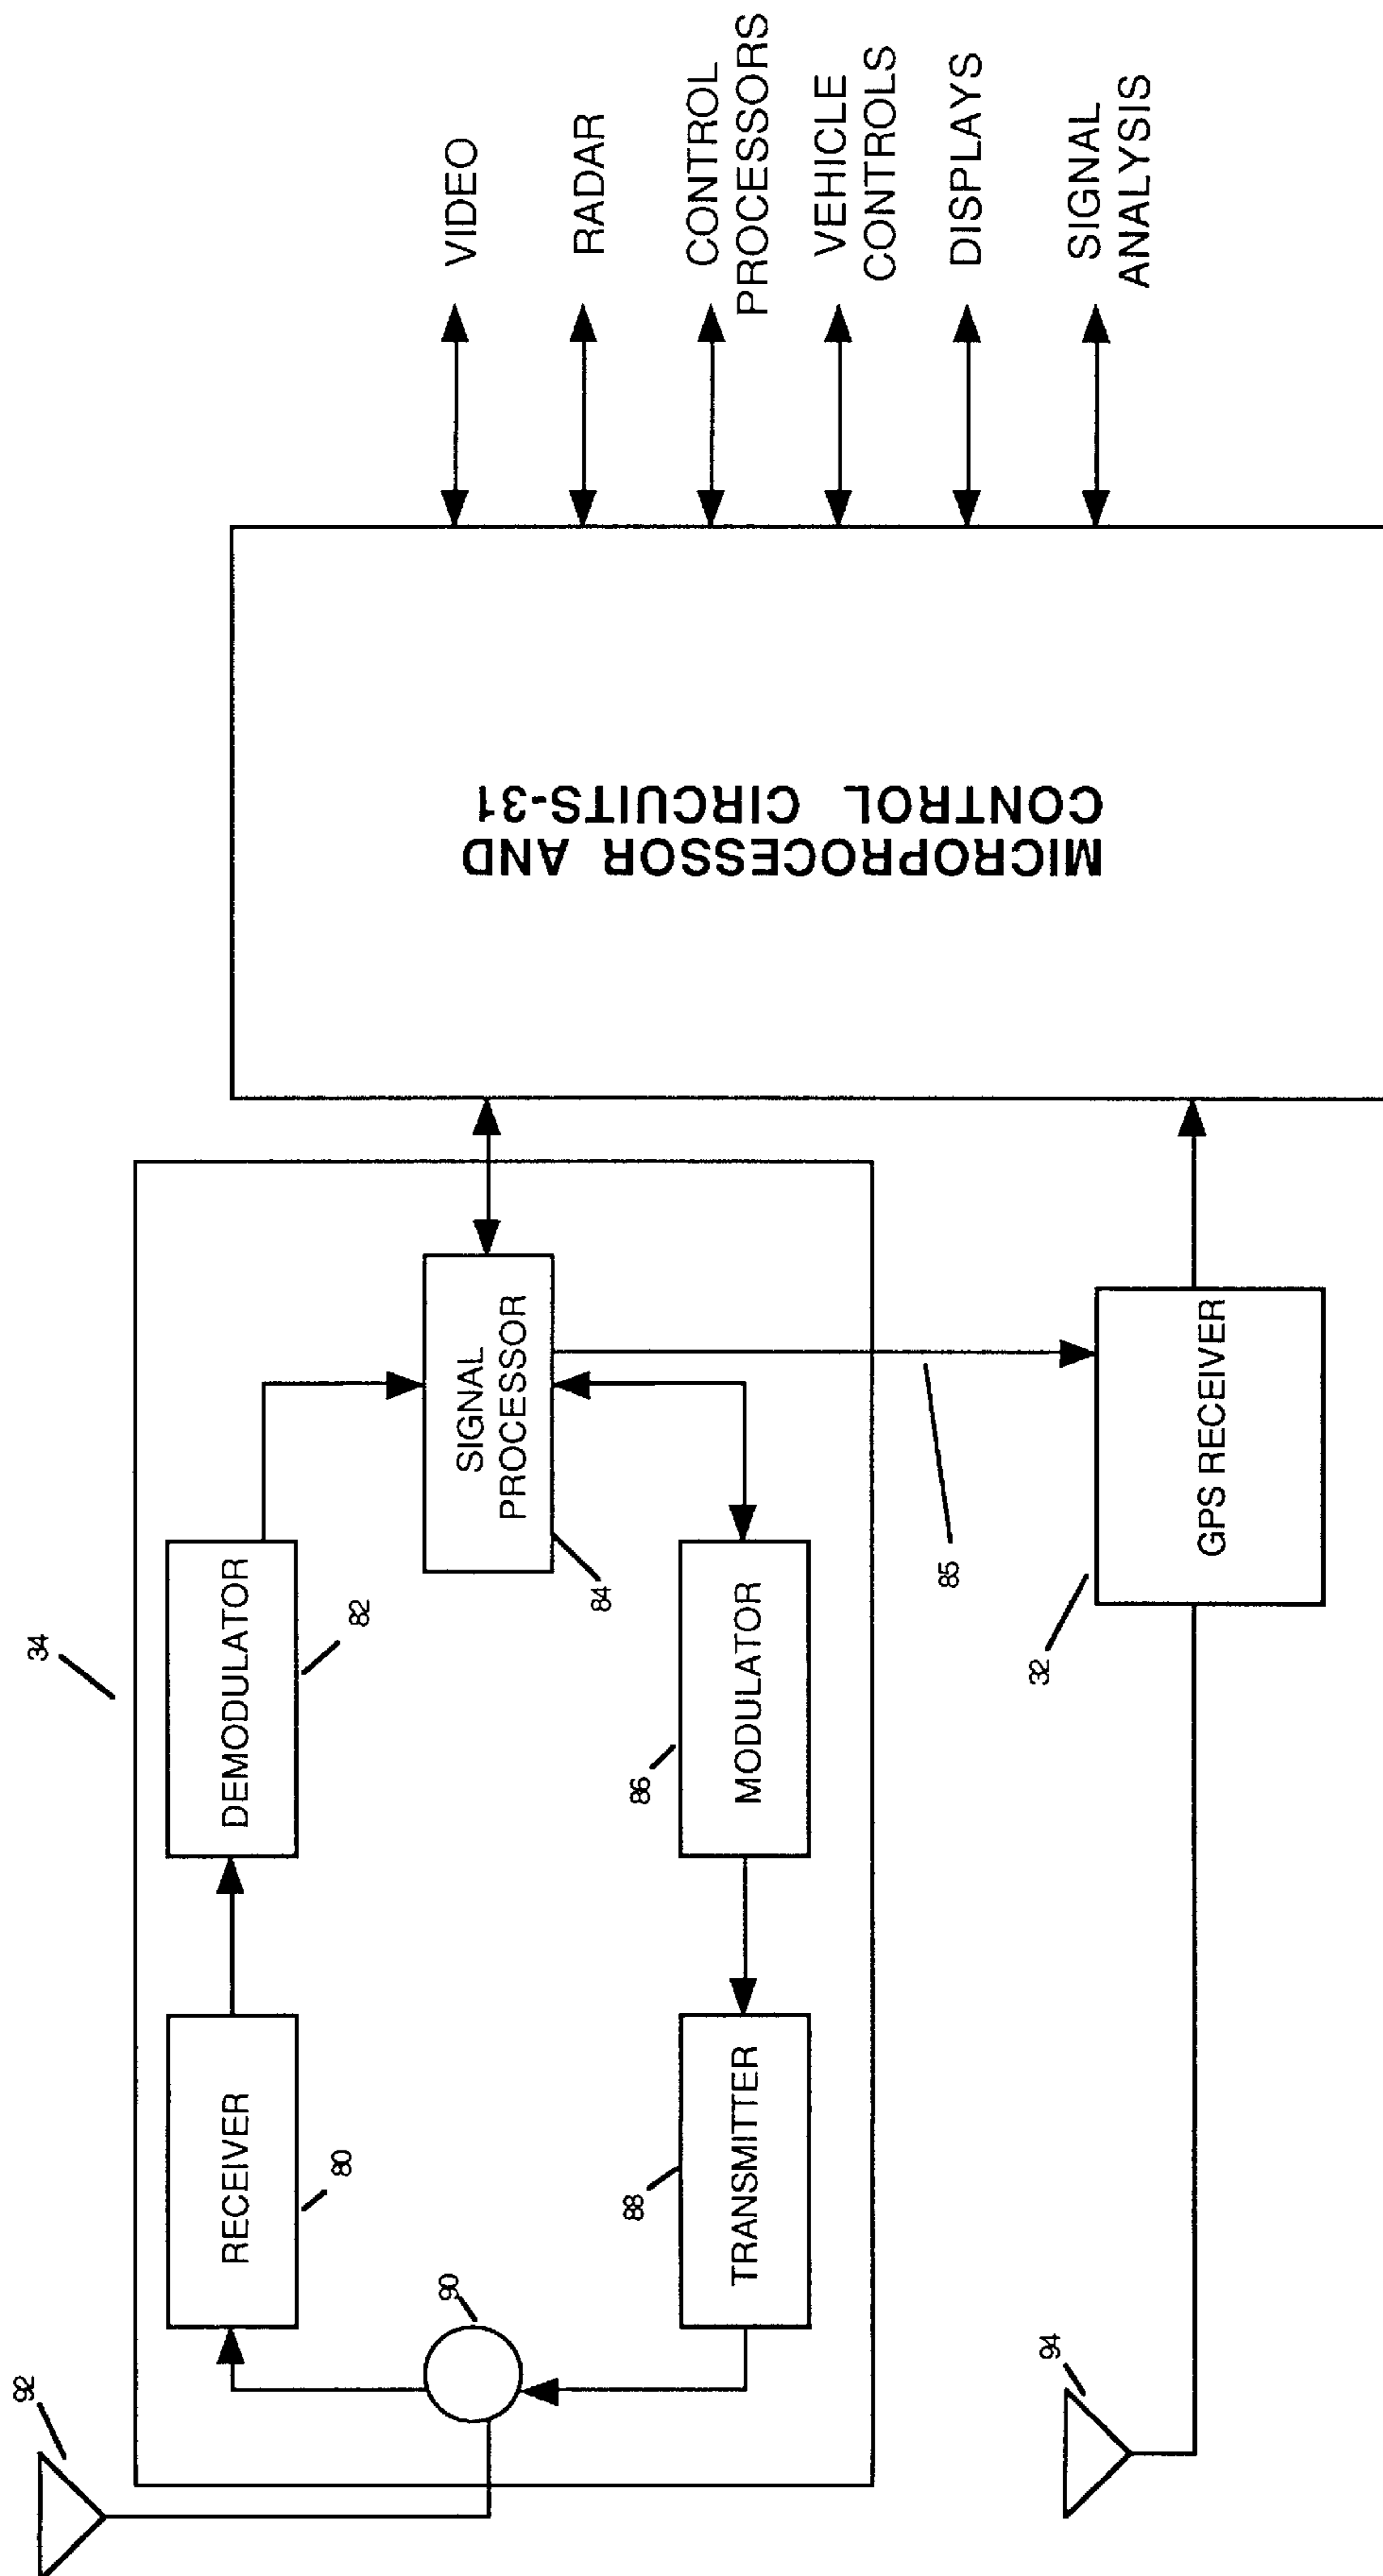 92
34
RECEIVER
80
DEMODULATOR
82
90
SIGNAL
PROCESSOR
84
88
TRANSMITTER
86
MODULATOR
85
94
32
GPS RECEIVER
MICROPROCESSOR AND
CONTROL CIRCUITS-31
VIDEO
RADAR
CONTROL
PROCESSORS
VEHICLE
CONTROLS
DISPLAYS
SIGNAL
ANALYSIS